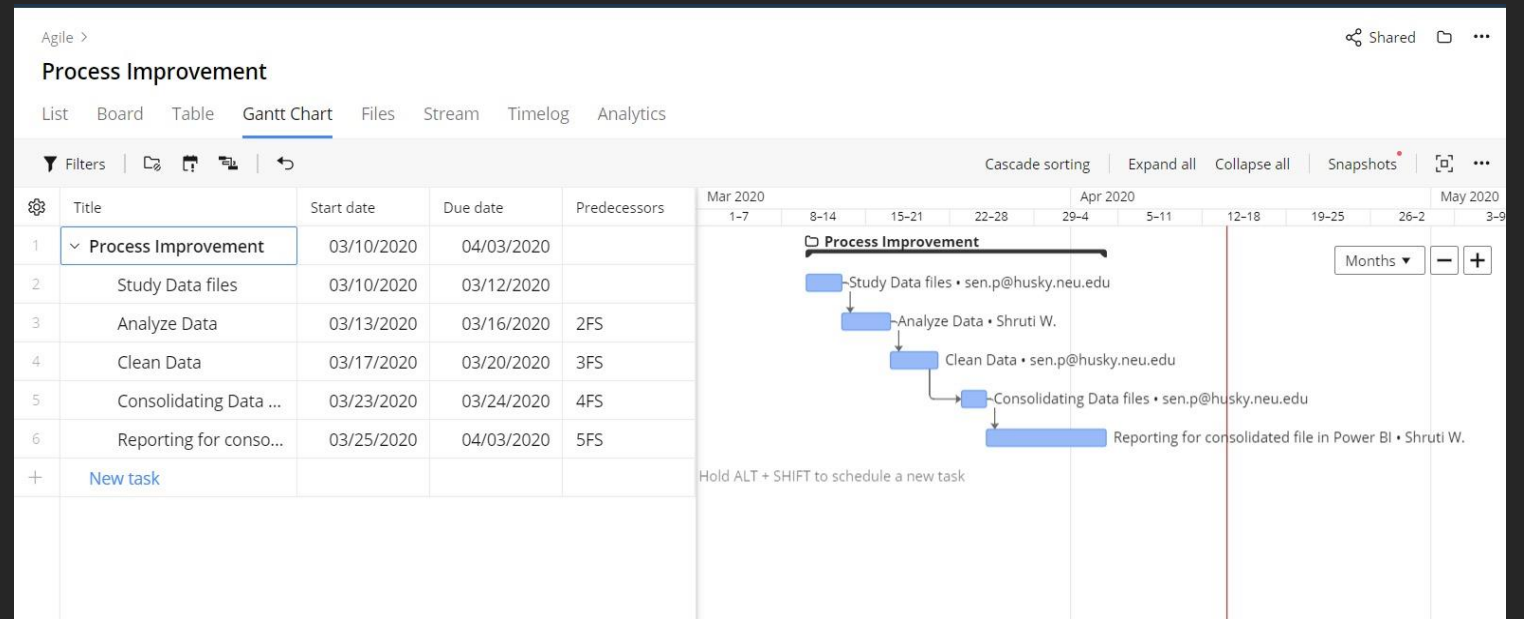 Agile >
Shared
Process Improvement
List Board Table Gantt Chart Files Stream Timelog Analytics
Filters Cascade sorting Expand all Collapse all Snapshots
Title Start date Due date Predecessors
Mar 2020 Apr 2020 May 2020
1-7 8-14 15-21 22-28 29-4 5-11 12-18 19-25 26-2 3-9
1 Process Improvement 03/10/2020 04/03/2020
Process Improvement
Months ▾ − +
2 Study Data files 03/10/2020 03/12/2020
Study Data files • sen.p@husky.neu.edu
3 Analyze Data 03/13/2020 03/16/2020 2FS
Analyze Data • Shruti W.
4 Clean Data 03/17/2020 03/20/2020 3FS
Clean Data • sen.p@husky.neu.edu
5 Consolidating Data ... 03/23/2020 03/24/2020 4FS
Consolidating Data files • sen.p@husky.neu.edu
6 Reporting for conso... 03/25/2020 04/03/2020 5FS
Reporting for consolidated file in Power BI • Shruti W.
+ New task
Hold ALT + SHIFT to schedule a new task